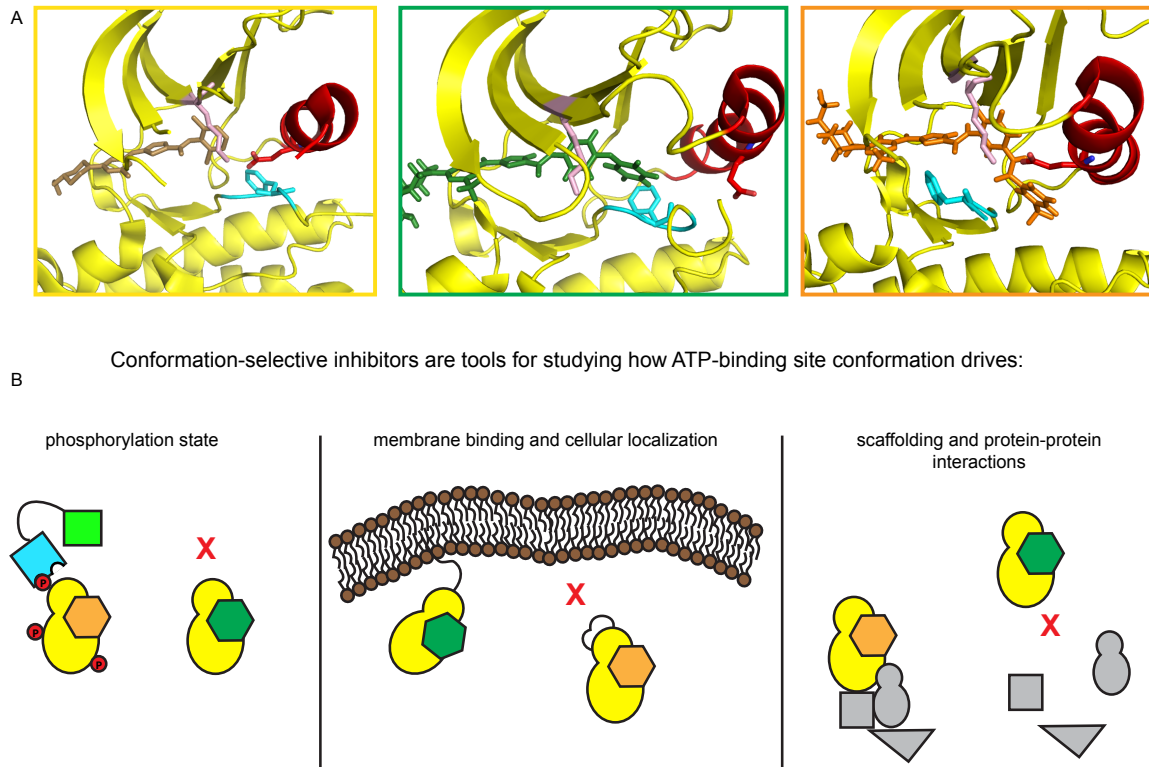 A
Conformation-selective inhibitors are tools for studying how ATP-binding site conformation drives:
B
phosphorylation state
membrane binding and cellular localization
scaffolding and protein-protein
interactions
X
X
X
P
P
P